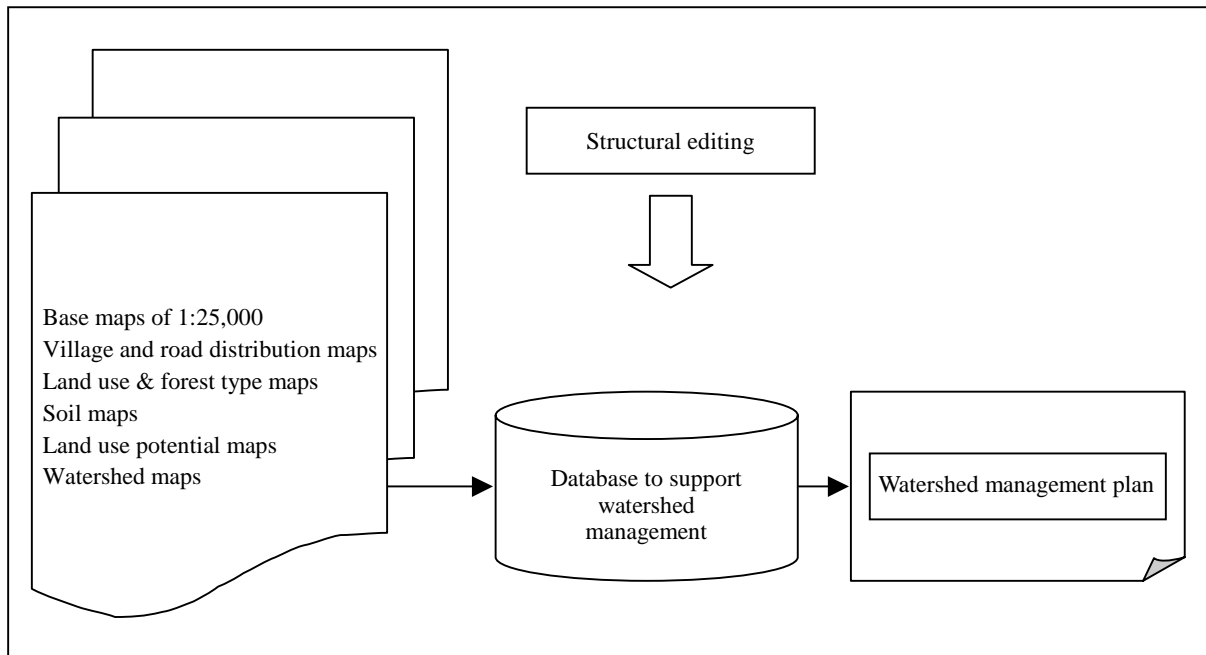 Structural editing
Base maps of 1:25,000
Village and road distribution maps
Land use & forest type maps
Soil maps
Land use potential maps
Watershed maps
Database to support
watershed
management
Watershed management plan